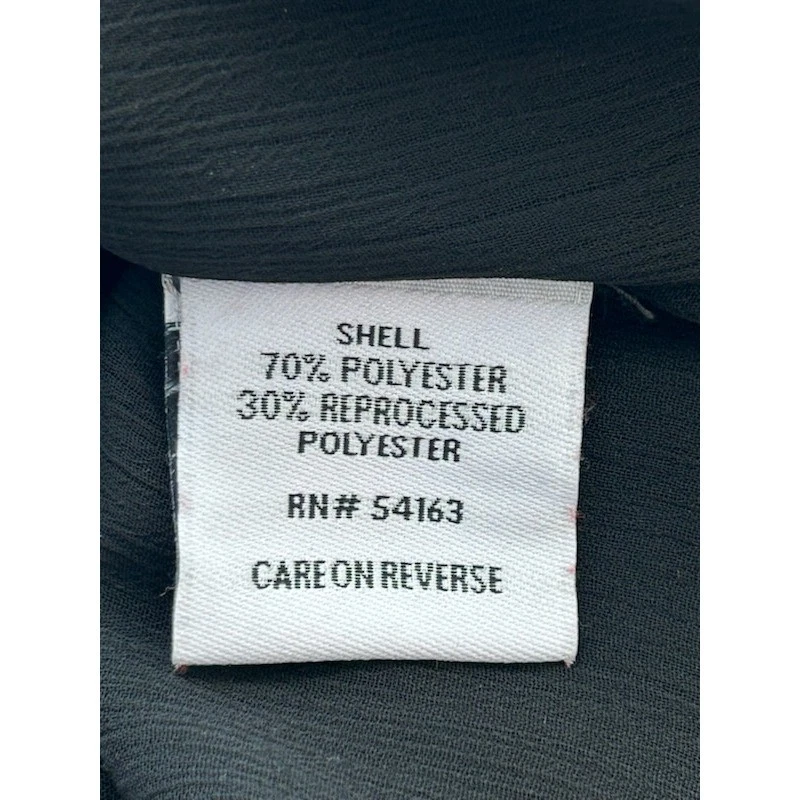 SHELL
70% POLYESTER
30% REPROCESSED
POLYESTER
RN# 54163
CARE ON REVERSE